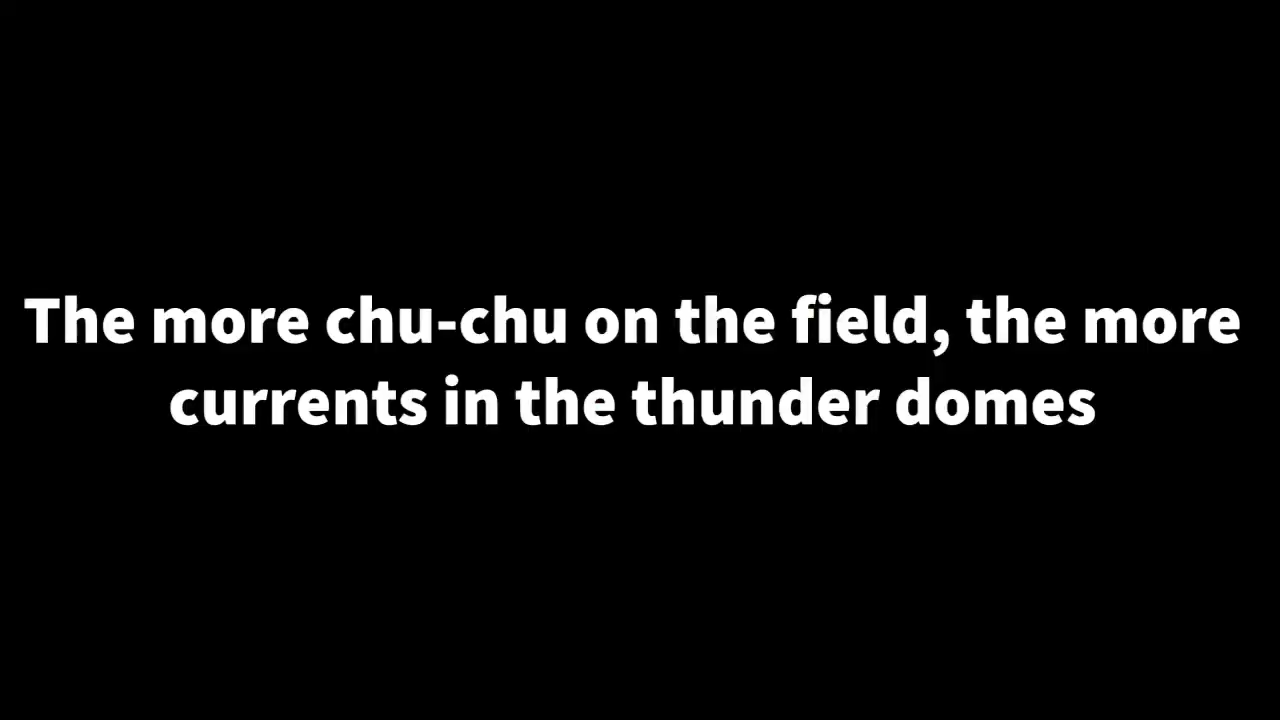 The more chu-chu on the field, the more
currents in the thunder domes